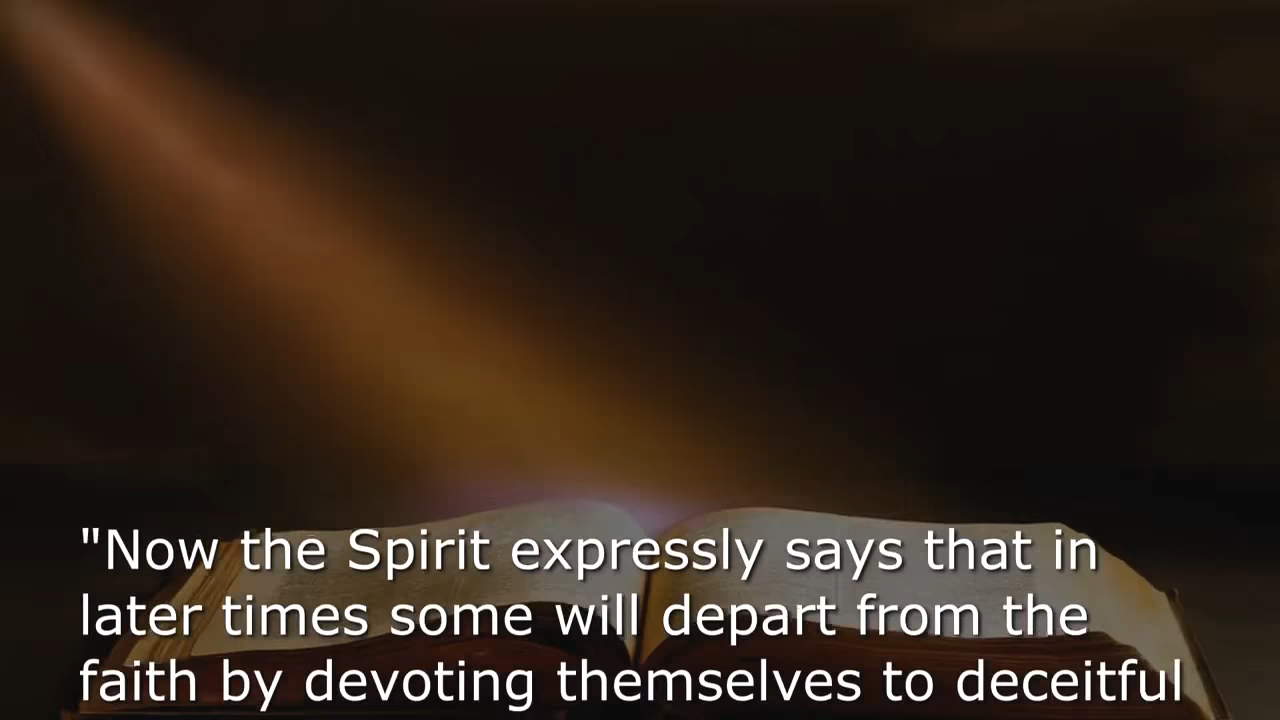 "Now the Spirit expressly says that in
later times some will depart from the
faith by devoting themselves to deceitful